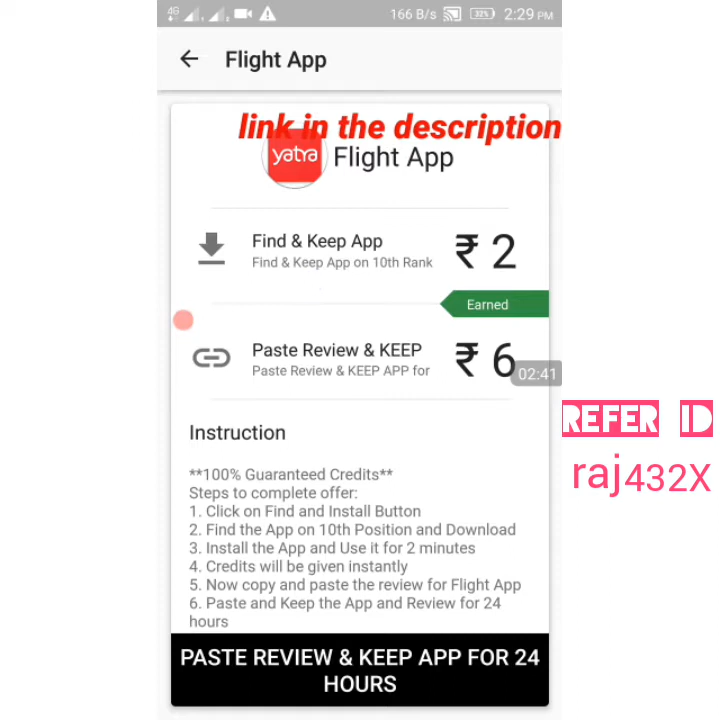 4G 166 B/s 32% 2:29 PM
Flight App
link in the description
yatra Flight App
Find & Keep App
Find & Keep App on 10th Rank
₹ 2
Earned
Paste Review & KEEP
Paste Review & KEEP APP for
₹ 6
02:41
REFER ID
raj432X
Instruction
**100% Guaranteed Credits**
Steps to complete offer:
1. Click on Find and Install Button
2. Find the App on 10th Position and Download
3. Install the App and Use it for 2 minutes
4. Credits will be given instantly
5. Now copy and paste the review for Flight App
6. Paste and Keep the App and Review for 24
hours
PASTE REVIEW & KEEP APP FOR 24
HOURS